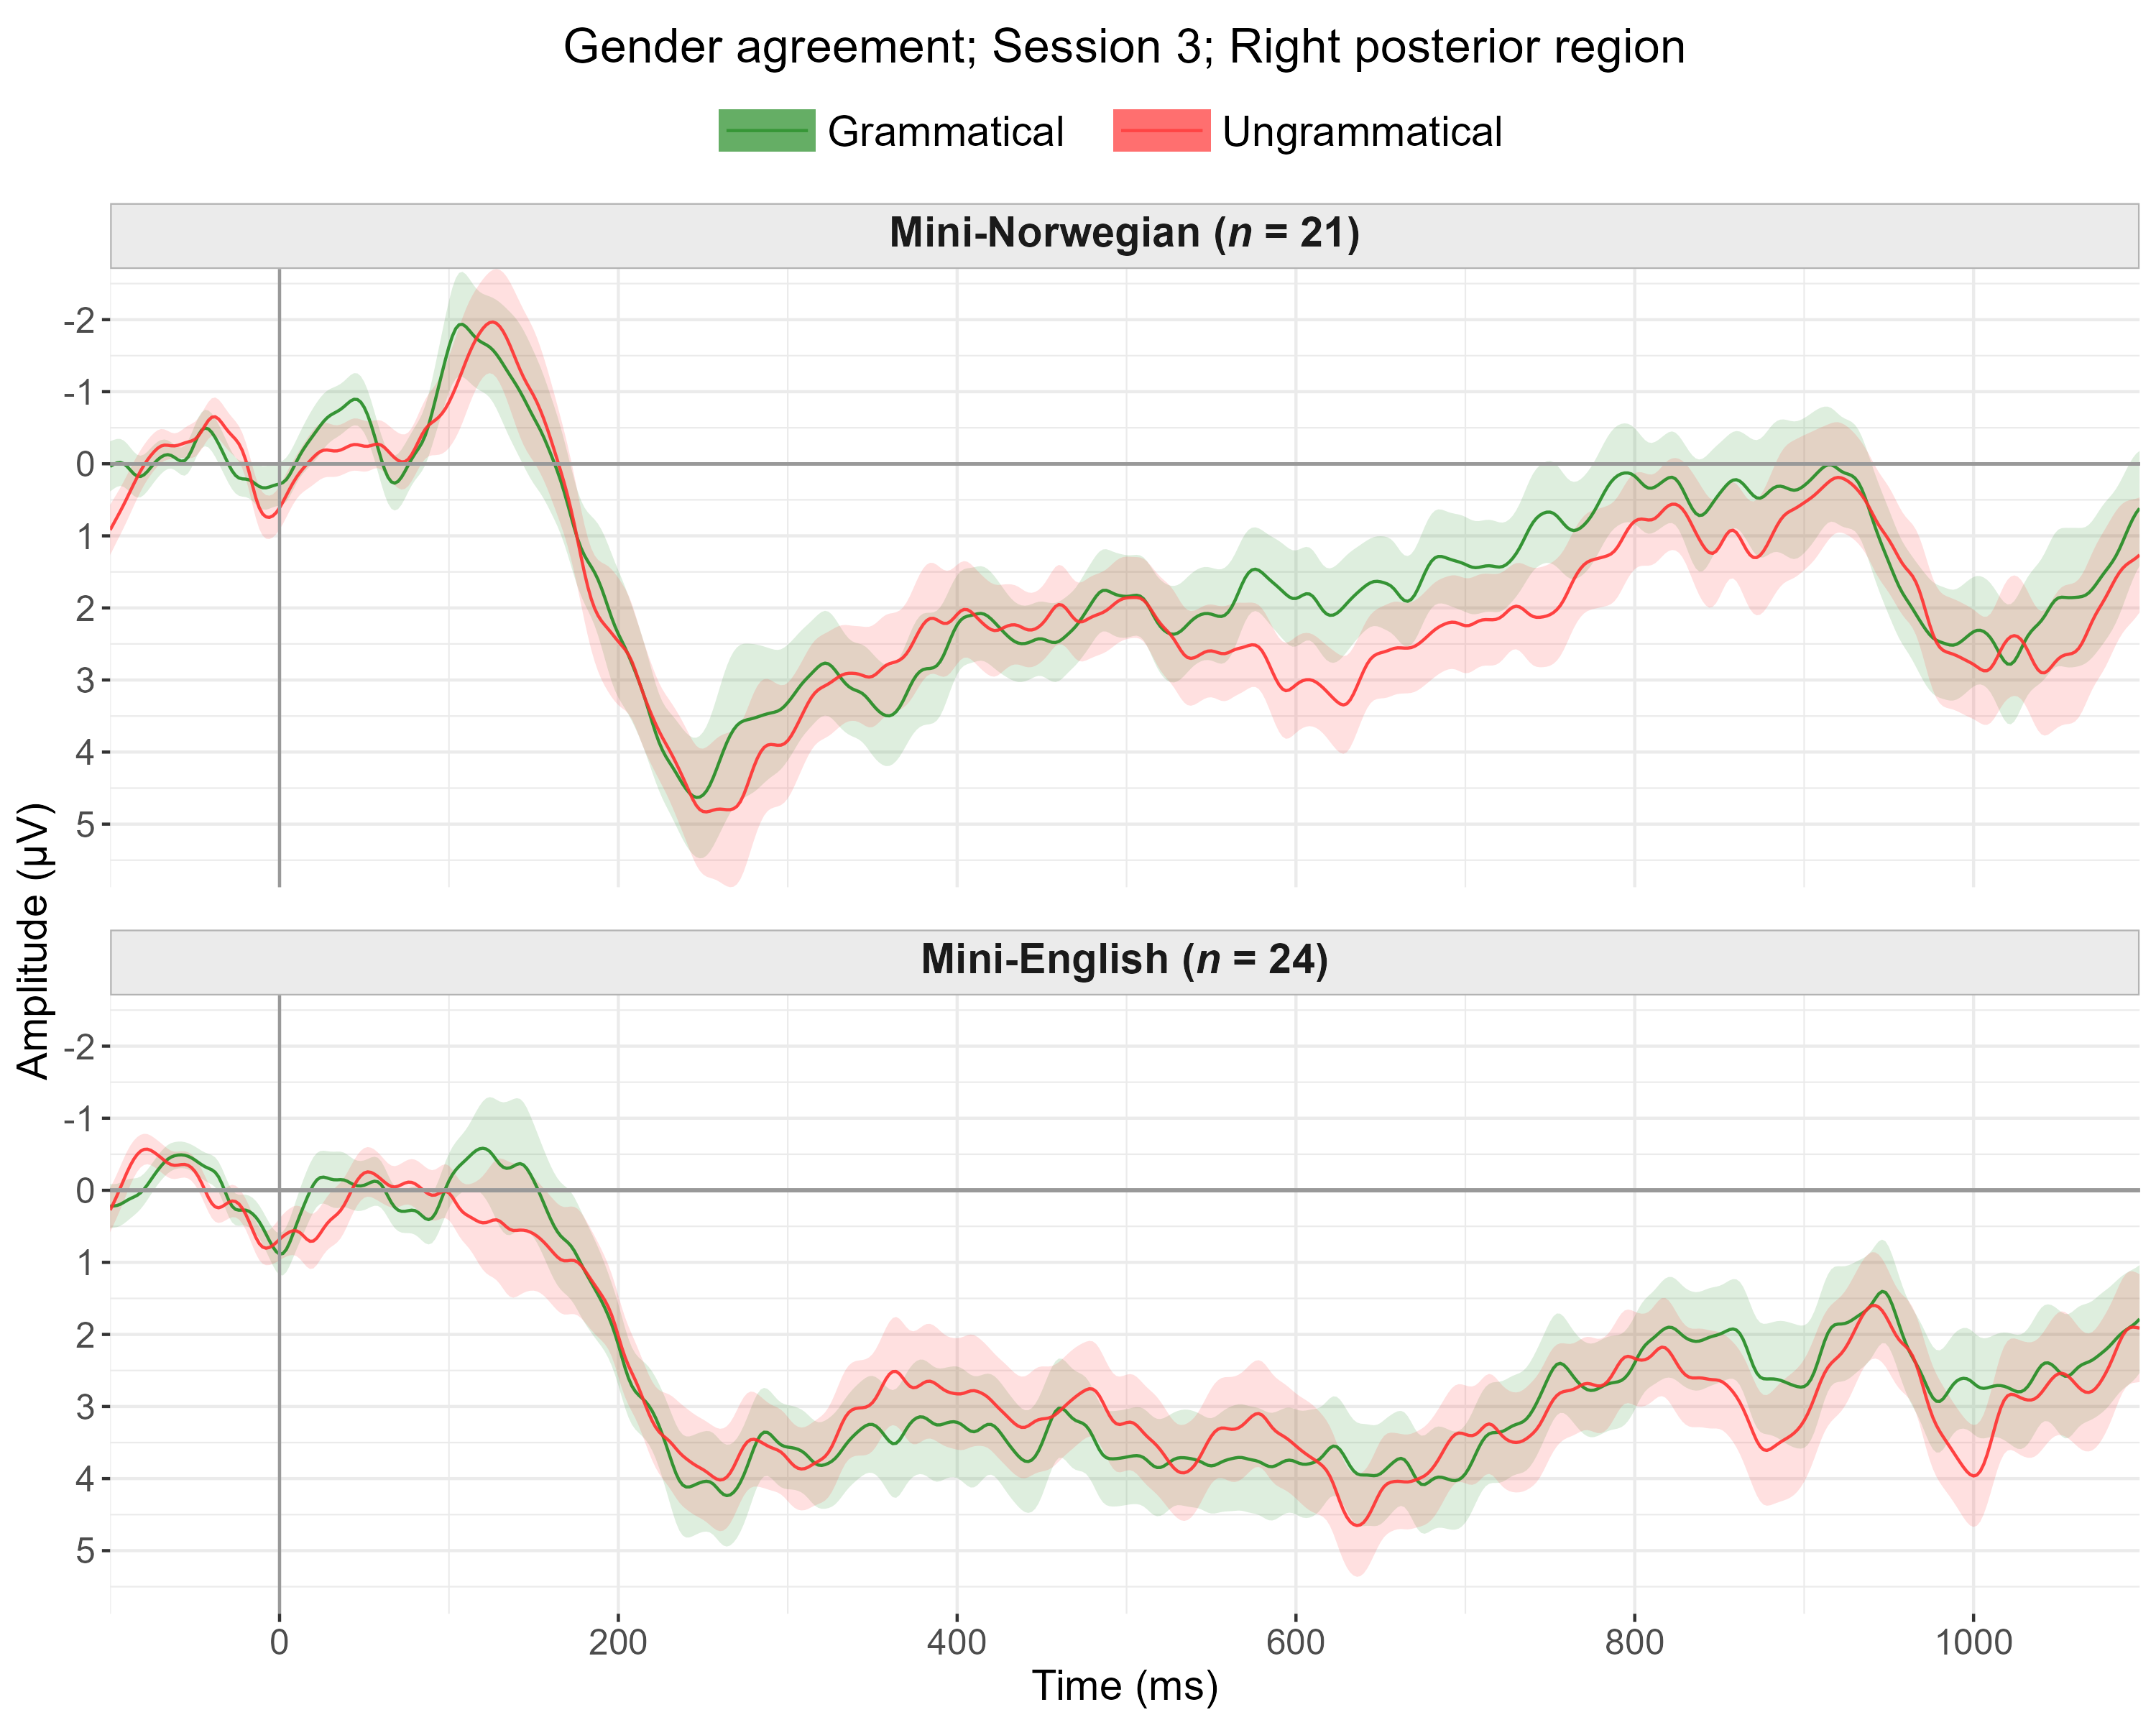 Gender agreement; Session 3; Right posterior region
Grammatical Ungrammatical
Mini-Norwegian (n = 21)
-2
-1
0
1
2
3
4
5
Mini-English (n = 24)
-2
-1
0
1
2
3
4
5
Amplitude (µV)
0 200 400 600 800 1000
Time (ms)